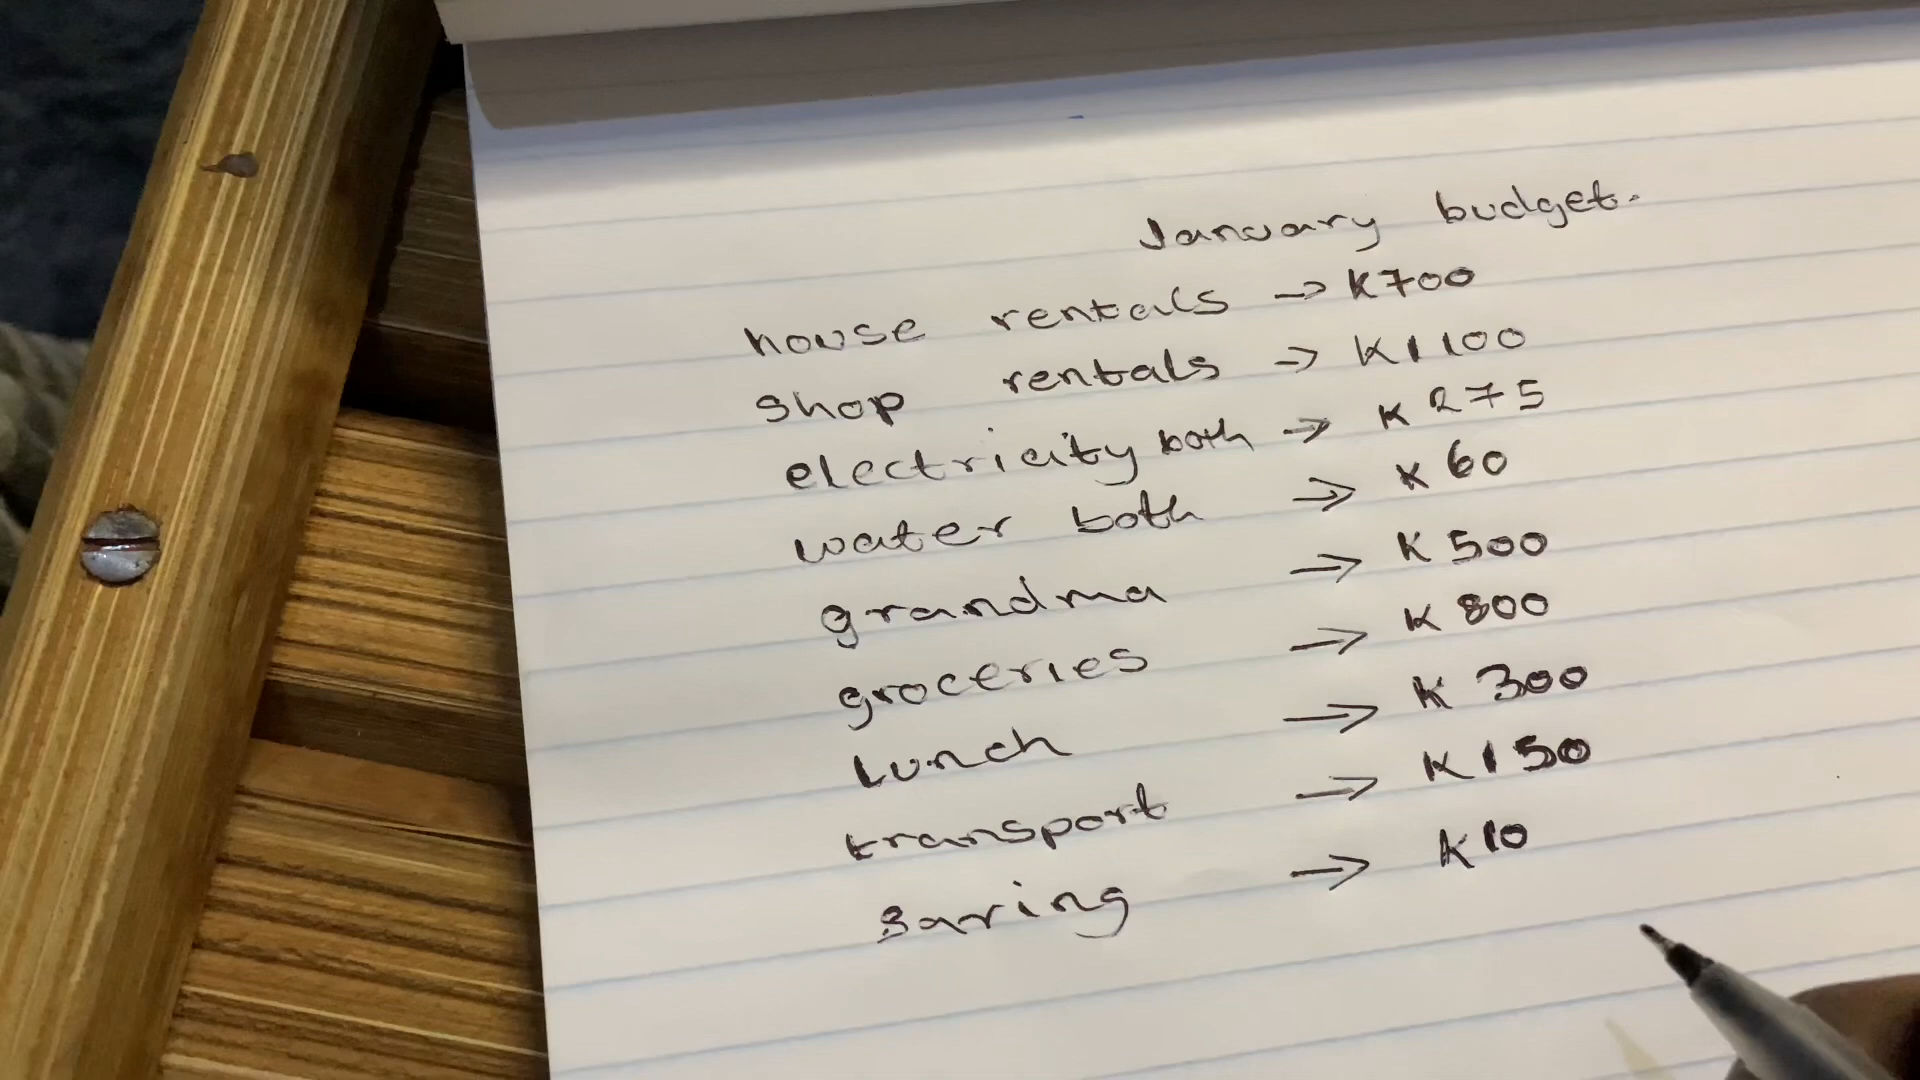 January budget.
house rentals → K700
shop rentals → K1100
electricity both → K275
water both → K60
grandma → K500
groceries → K800
lunch → K300
transport → K150
saving → K10